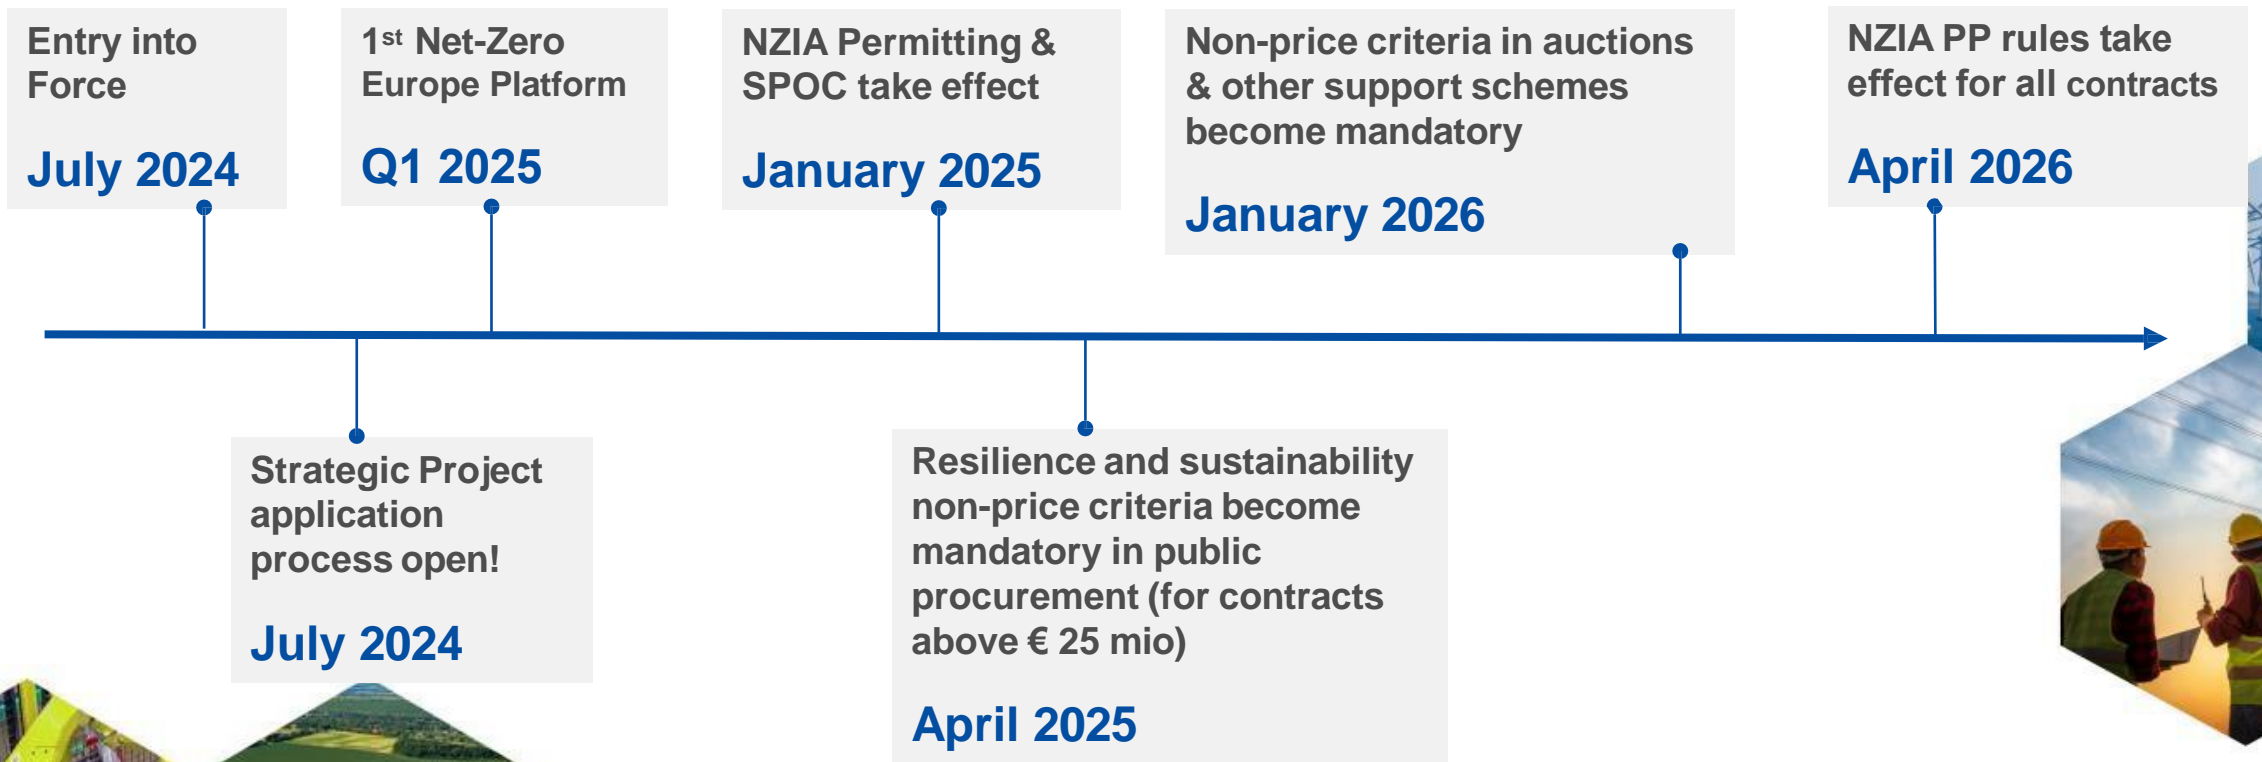 Entry into
Force
July 2024
1st Net-Zero
Europe Platform
Q1 2025
NZIA Permitting &
SPOC take effect
January 2025
Non-price criteria in auctions
& other support schemes
become mandatory
January 2026
NZIA PP rules take
effect for all contracts
April 2026
Strategic Project
application
process open!
July 2024
Resilience and sustainability
non-price criteria become
mandatory in public
procurement (for contracts
above € 25 mio)
April 2025